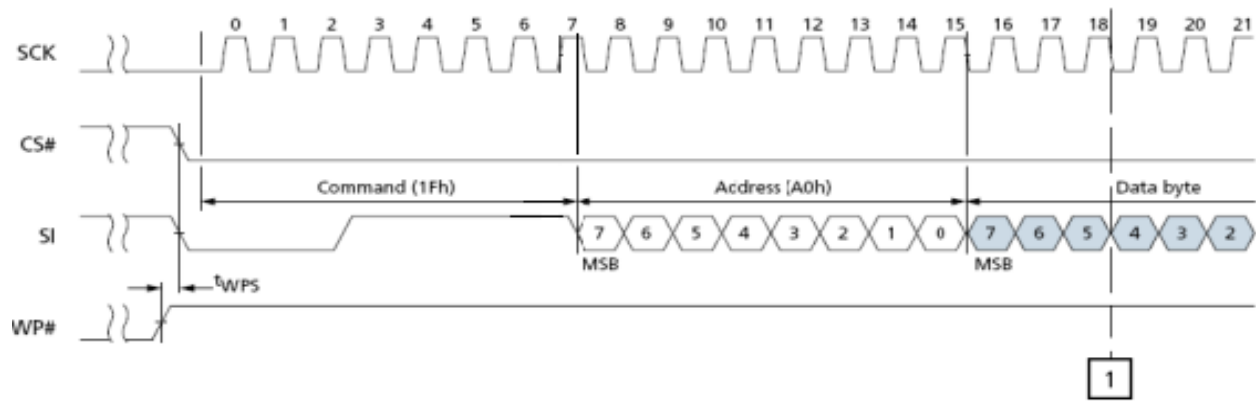 0 1 2 3 4 5 6 7 8 9 10 11 12 13 14 15 16 17 18 19 20 21
SCK
CS#
Command (1Fh) Address (A0h) Data byte
SI 7 6 5 4 3 2 1 0 7 6 5 4 3 2
MSB MSB
tWPS
WP#
1